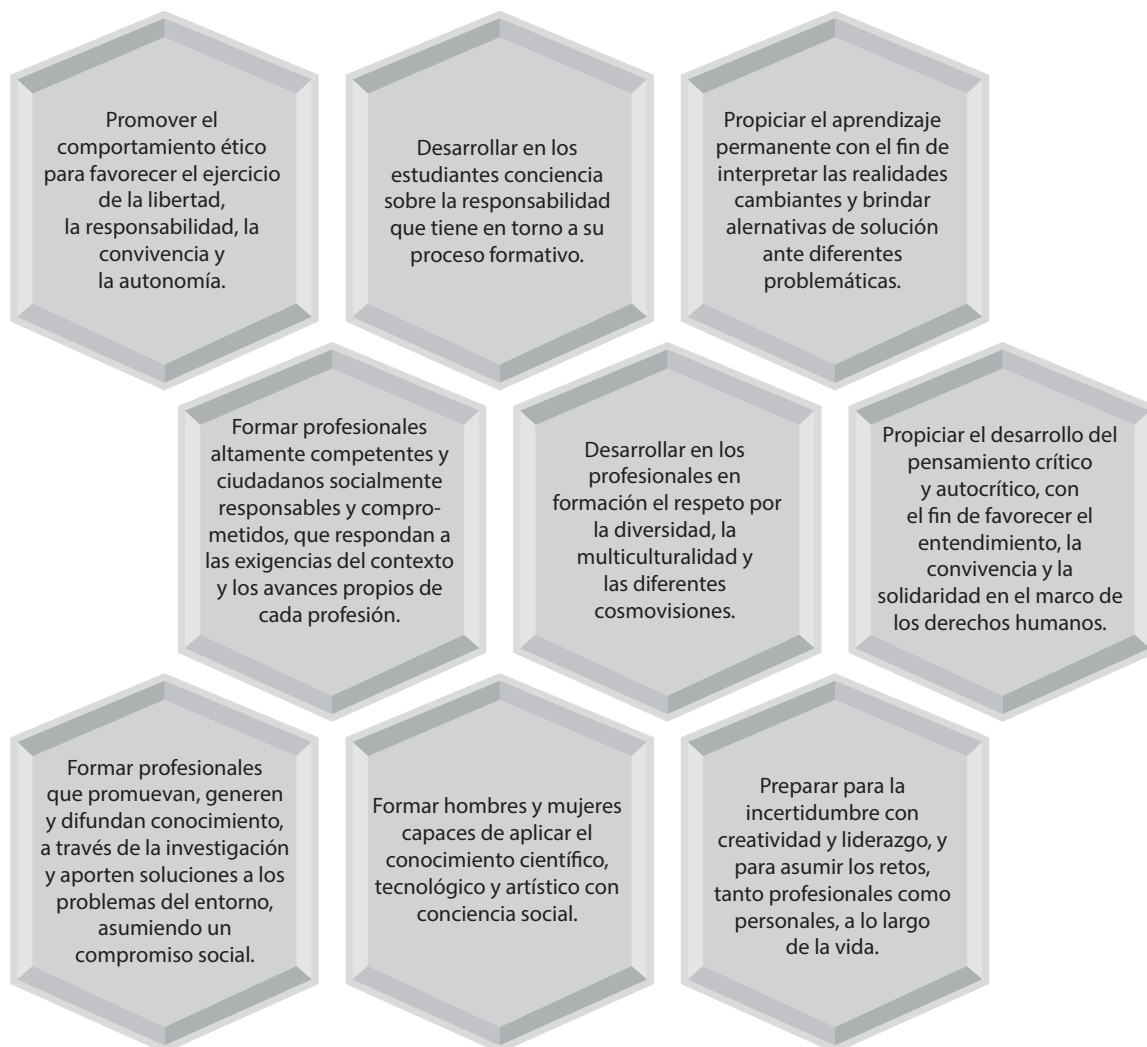 Promover el
comportamiento ético
para favorecer el ejercicio
de la libertad,
la responsabilidad, la
convivencia y
la autonomía.
Desarrollar en los
estudiantes conciencia
sobre la responsabilidad
que tiene en torno a su
proceso formativo.
Propiciar el aprendizaje
permanente con el fin de
interpretar las realidades
cambiantes y brindar
alernativas de solución
ante diferentes
problemáticas.
Formar profesionales
altamente competentes y
ciudadanos socialmente
responsables y compro-
metidos, que respondan a
las exigencias del contexto
y los avances propios de
cada profesión.
Desarrollar en los
profesionales en
formación el respeto por
la diversidad, la
multiculturalidad y
las diferentes
cosmovisiones.
Propiciar el desarrollo del
pensamiento crítico
y autocrítico, con
el fin de favorecer el
entendimiento, la
convivencia y la
solidaridad en el marco de
los derechos humanos.
Formar profesionales
que promuevan, generen
y difundan conocimiento,
a través de la investigación
y aporten soluciones a los
problemas del entorno,
asumiendo un
compromiso social.
Formar hombres y mujeres
capaces de aplicar el
conocimiento científico,
tecnológico y artístico con
conciencia social.
Preparar para la
incertidumbre con
creatividad y liderazgo, y
para asumir los retos,
tanto profesionales como
personales, a lo largo
de la vida.